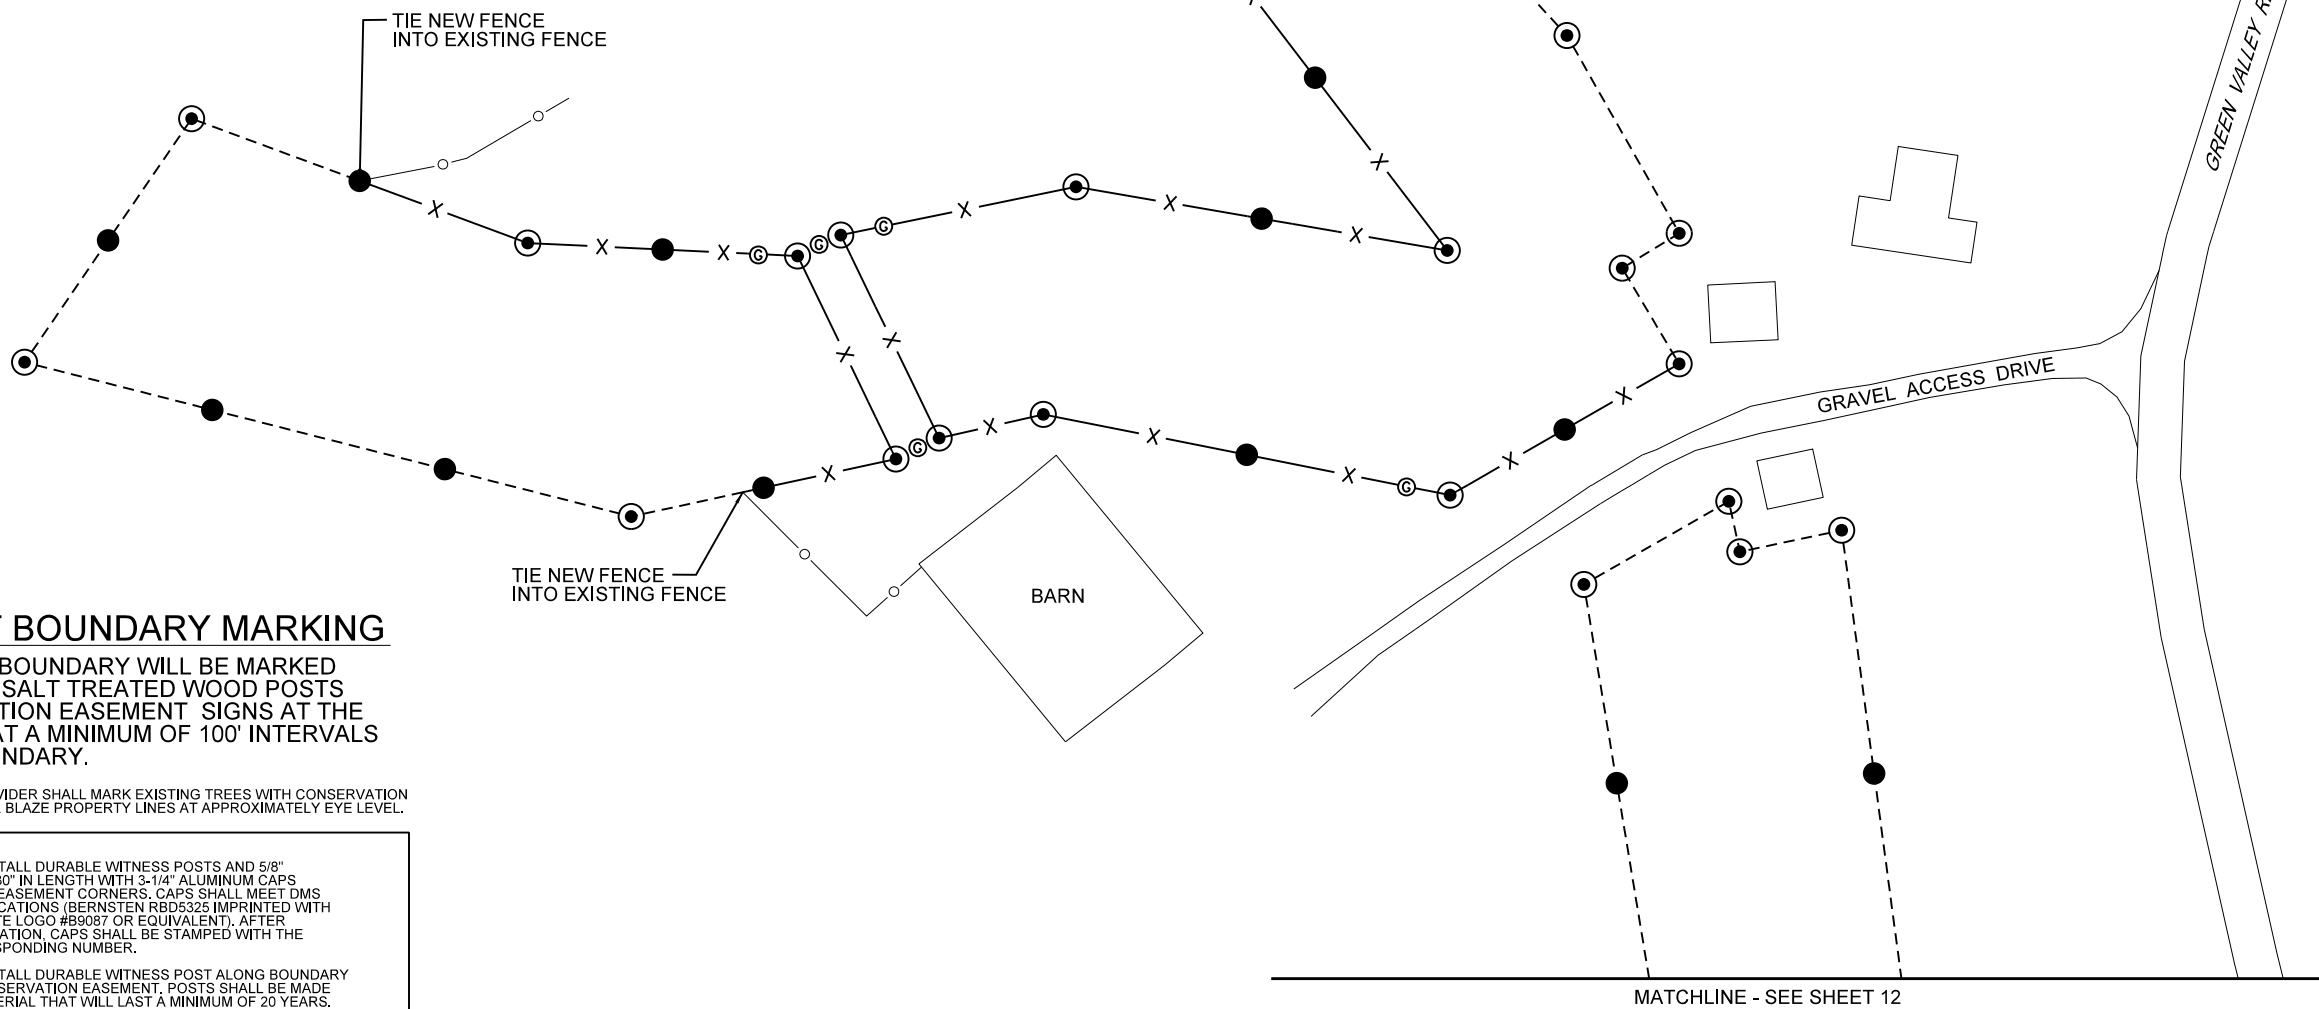 TIE NEW FENCE
INTO EXISTING FENCE
GREEN VALLEY
X
X
X
X
X
X
X
G
G
G
X
X
X
X
X
X
X
G
X
X
G
GRAVEL ACCESS DRIVE
TIE NEW FENCE
INTO EXISTING FENCE
BARN
BOUNDARY MARKING
BOUNDARY WILL BE MARKED
SALT TREATED WOOD POSTS
TION EASEMENT SIGNS AT THE
AT A MINIMUM OF 100' INTERVALS
NDARY.
VIDER SHALL MARK EXISTING TREES WITH CONSERVATION
BLAZE PROPERTY LINES AT APPROXIMATELY EYE LEVEL.
TALL DURABLE WITNESS POSTS AND 5/8"
30" IN LENGTH WITH 3-1/4" ALUMINUM CAPS
EASEMENT CORNERS. CAPS SHALL MEET DMS
CATIONS (BERNSTEN RBD5325 IMPRINTED WITH
TE LOGO #B9087 OR EQUIVALENT). AFTER
ATION, CAPS SHALL BE STAMPED WITH THE
SPONDING NUMBER.
TALL DURABLE WITNESS POST ALONG BOUNDARY
SERVATION EASEMENT. POSTS SHALL BE MADE
ERIAL THAT WILL LAST A MINIMUM OF 20 YEARS.
MATCHLINE - SEE SHEET 12